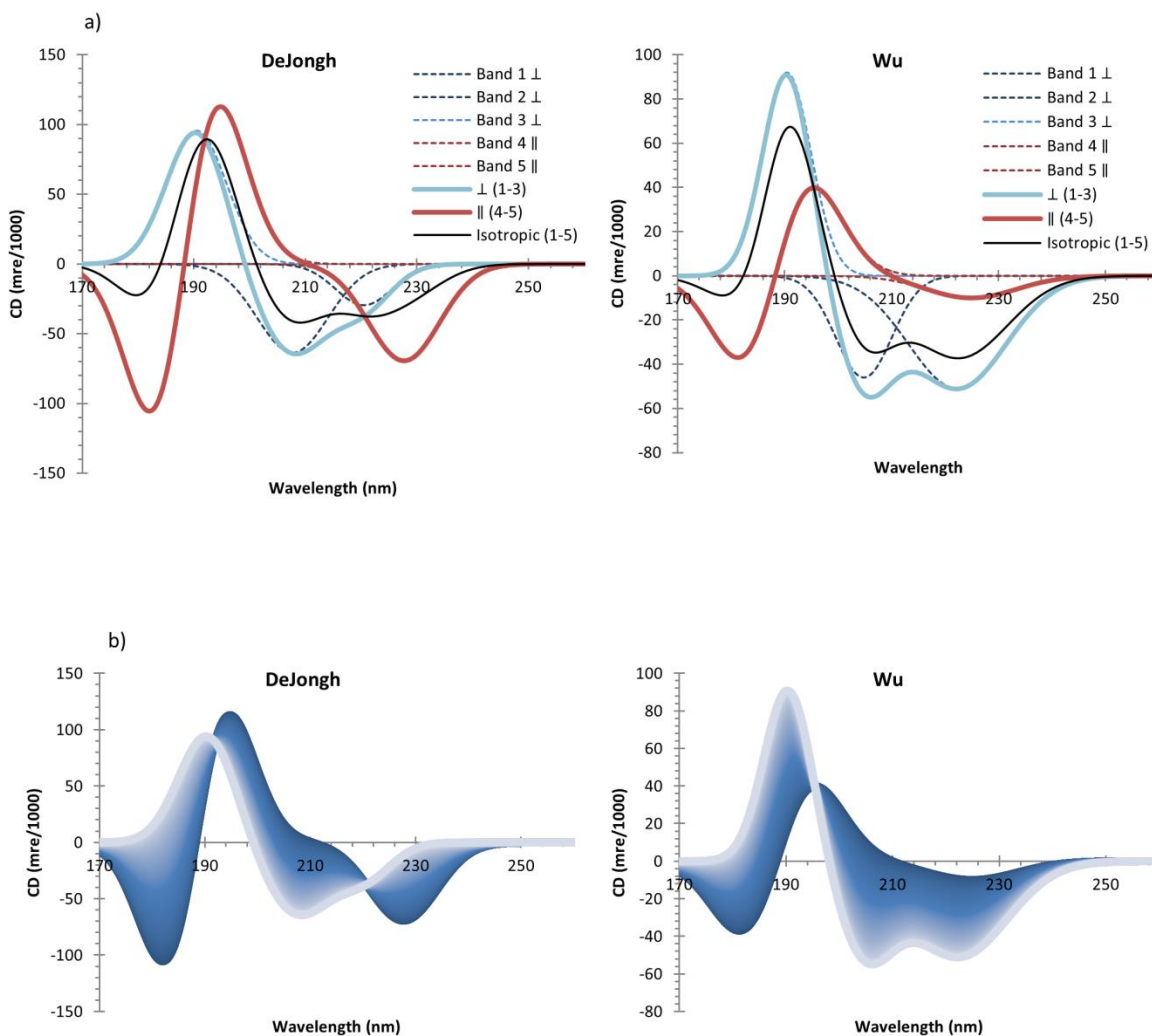 a)
DeJongh
150
100
50
0
-50
-100
-150
170
190
210
230
250
CD (mre/1000)
Wavelength (nm)
Band 1 ⊥
Band 2 ⊥
Band 3 ⊥
Band 4 ∥
Band 5 ∥
⊥ (1-3)
∥ (4-5)
Isotropic (1-5)
Wu
100
80
60
40
20
0
-20
-40
-60
-80
170
190
210
230
250
CD (mre/1000)
Wavelength
Band 1 ⊥
Band 2 ⊥
Band 3 ⊥
Band 4 ∥
Band 5 ∥
⊥ (1-3)
∥ (4-5)
Isotropic (1-5)
b)
DeJongh
150
100
50
0
-50
-100
-150
170
190
210
230
250
CD (mre/1000)
Wavelength (nm)
Wu
100
80
60
40
20
0
-20
-40
-60
-80
170
190
210
230
250
CD (mre/1000)
Wavelength (nm)